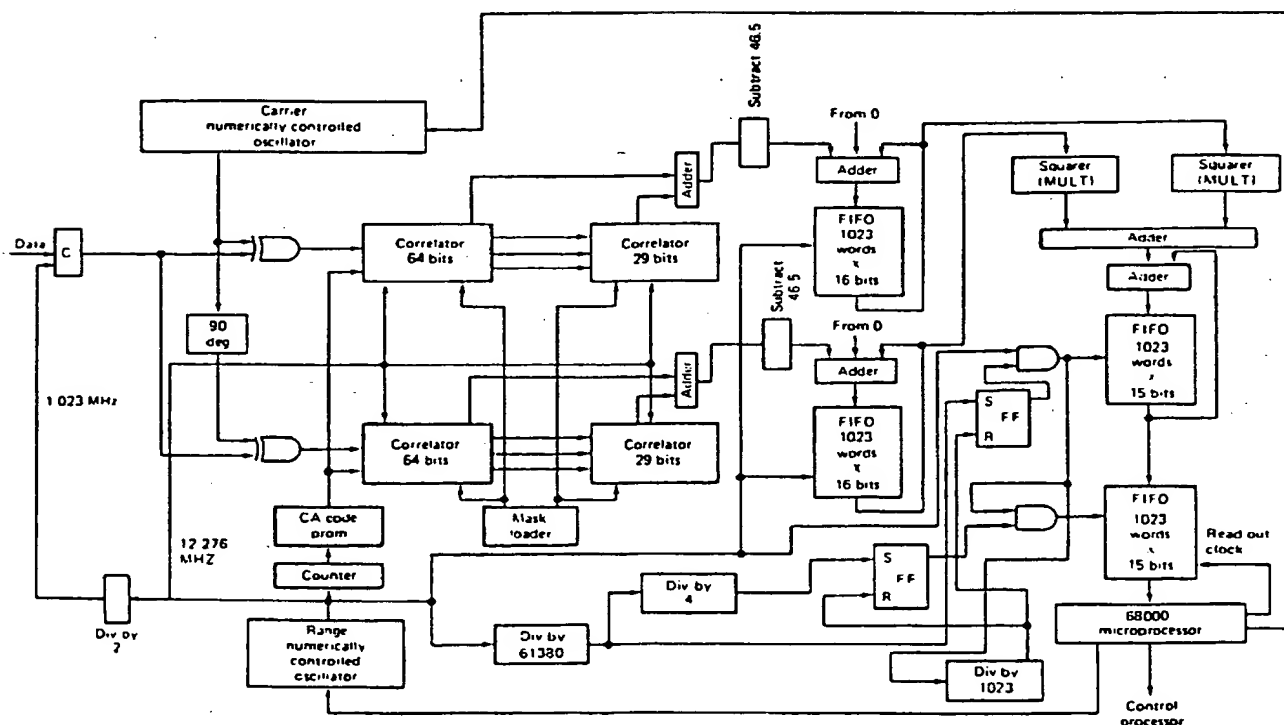 Carrier
numerically controlled
oscillator
Subtract 46.5
From 0
Adder
Adder
Squarer
(MULT)
Squarer
(MULT)
Data
C
Correlator
64 bits
Correlator
29 bits
FIFO
1023
words
x
16 bits
Adder
Adder
90
deg
Subtract
46.5
From 0
Adder
Adder
FIFO
1023
words
x
15 bits
1.023 MHz
S
FF
R
Correlator
64 bits
Correlator
29 bits
FIFO
1023
words
x
16 bits
CA code
prom
Mask
loader
FIFO
1023
words
x
15 bits
Read out
clock
12.276
MHZ
Counter
Div by
4
S
FF
R
Div by
2
Range
numerically
controlled
oscillator
Div by
61380
68000
microprocessor
Div by
1023
Control
processor